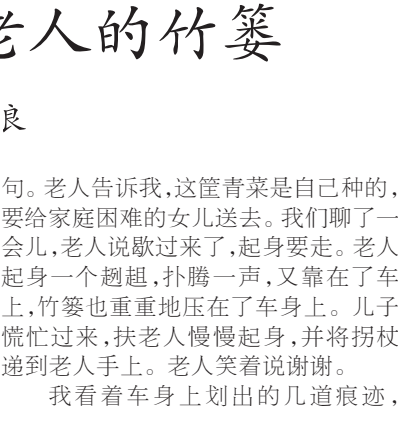 老人的竹篓
良
句。老人告诉我,这筐青菜是自己种的,
要给家庭困难的女儿送去。我们聊了一
会儿,老人说歇过来了,起身要走。老人
起身一个趔趄,扑腾一声,又靠在了车
上,竹篓也重重地压在了车身上。儿子
慌忙过来,扶老人慢慢起身,并将拐杖
递到老人手上。老人笑着说谢谢。
我看着车身上划出的几道痕迹,